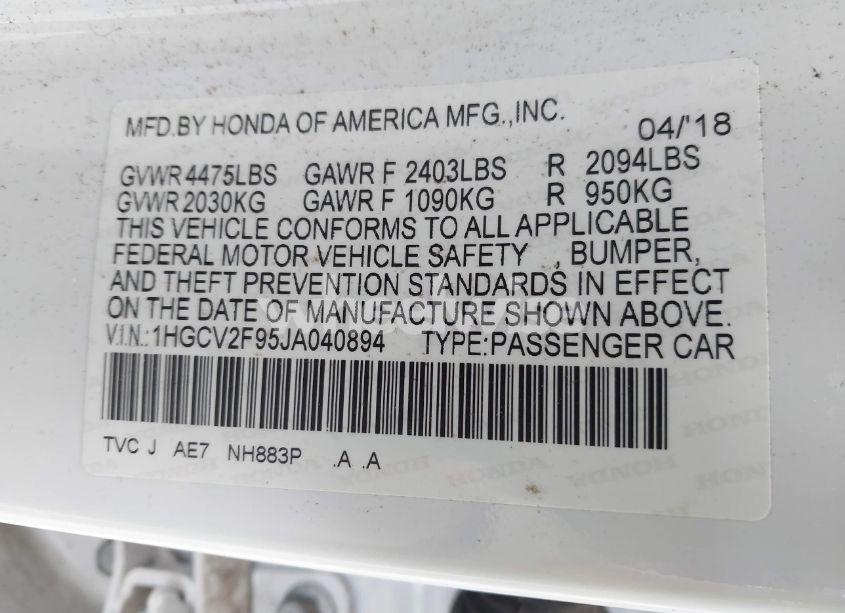 MFD.BY HONDA OF AMERICA MFG.,INC. 04/'18
GVWR 4475LBS GAWR F 2403LBS R 2094LBS
GVWR 2030KG GAWR F 1090KG R 950KG
THIS VEHICLE CONFORMS TO ALL APPLICABLE
FEDERAL MOTOR VEHICLE SAFETY , BUMPER,
AND THEFT PREVENTION STANDARDS IN EFFECT
ON THE DATE OF MANUFACTURE SHOWN ABOVE.
V.I.N.:1HGCV2F95JA040894 TYPE:PASSENGER CAR
TVC J AE7 NH883P .A .A